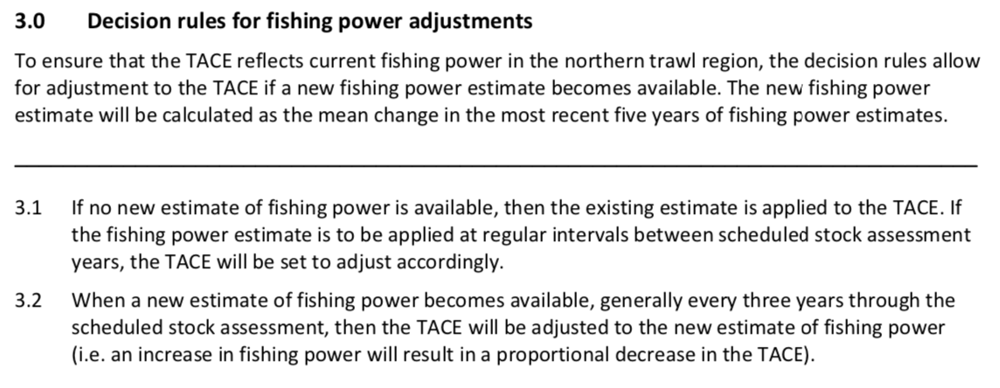 3.0 Decision rules for fishing power adjustments
To ensure that the TACE reflects current fishing power in the northern trawl region, the decision rules allow
for adjustment to the TACE if a new fishing power estimate becomes available. The new fishing power
estimate will be calculated as the mean change in the most recent five years of fishing power estimates.
3.1 If no new estimate of fishing power is available, then the existing estimate is applied to the TACE. If
the fishing power estimate is to be applied at regular intervals between scheduled stock assessment
years, the TACE will be set to adjust accordingly.
3.2 When a new estimate of fishing power becomes available, generally every three years through the
scheduled stock assessment, then the TACE will be adjusted to the new estimate of fishing power
(i.e. an increase in fishing power will result in a proportional decrease in the TACE).